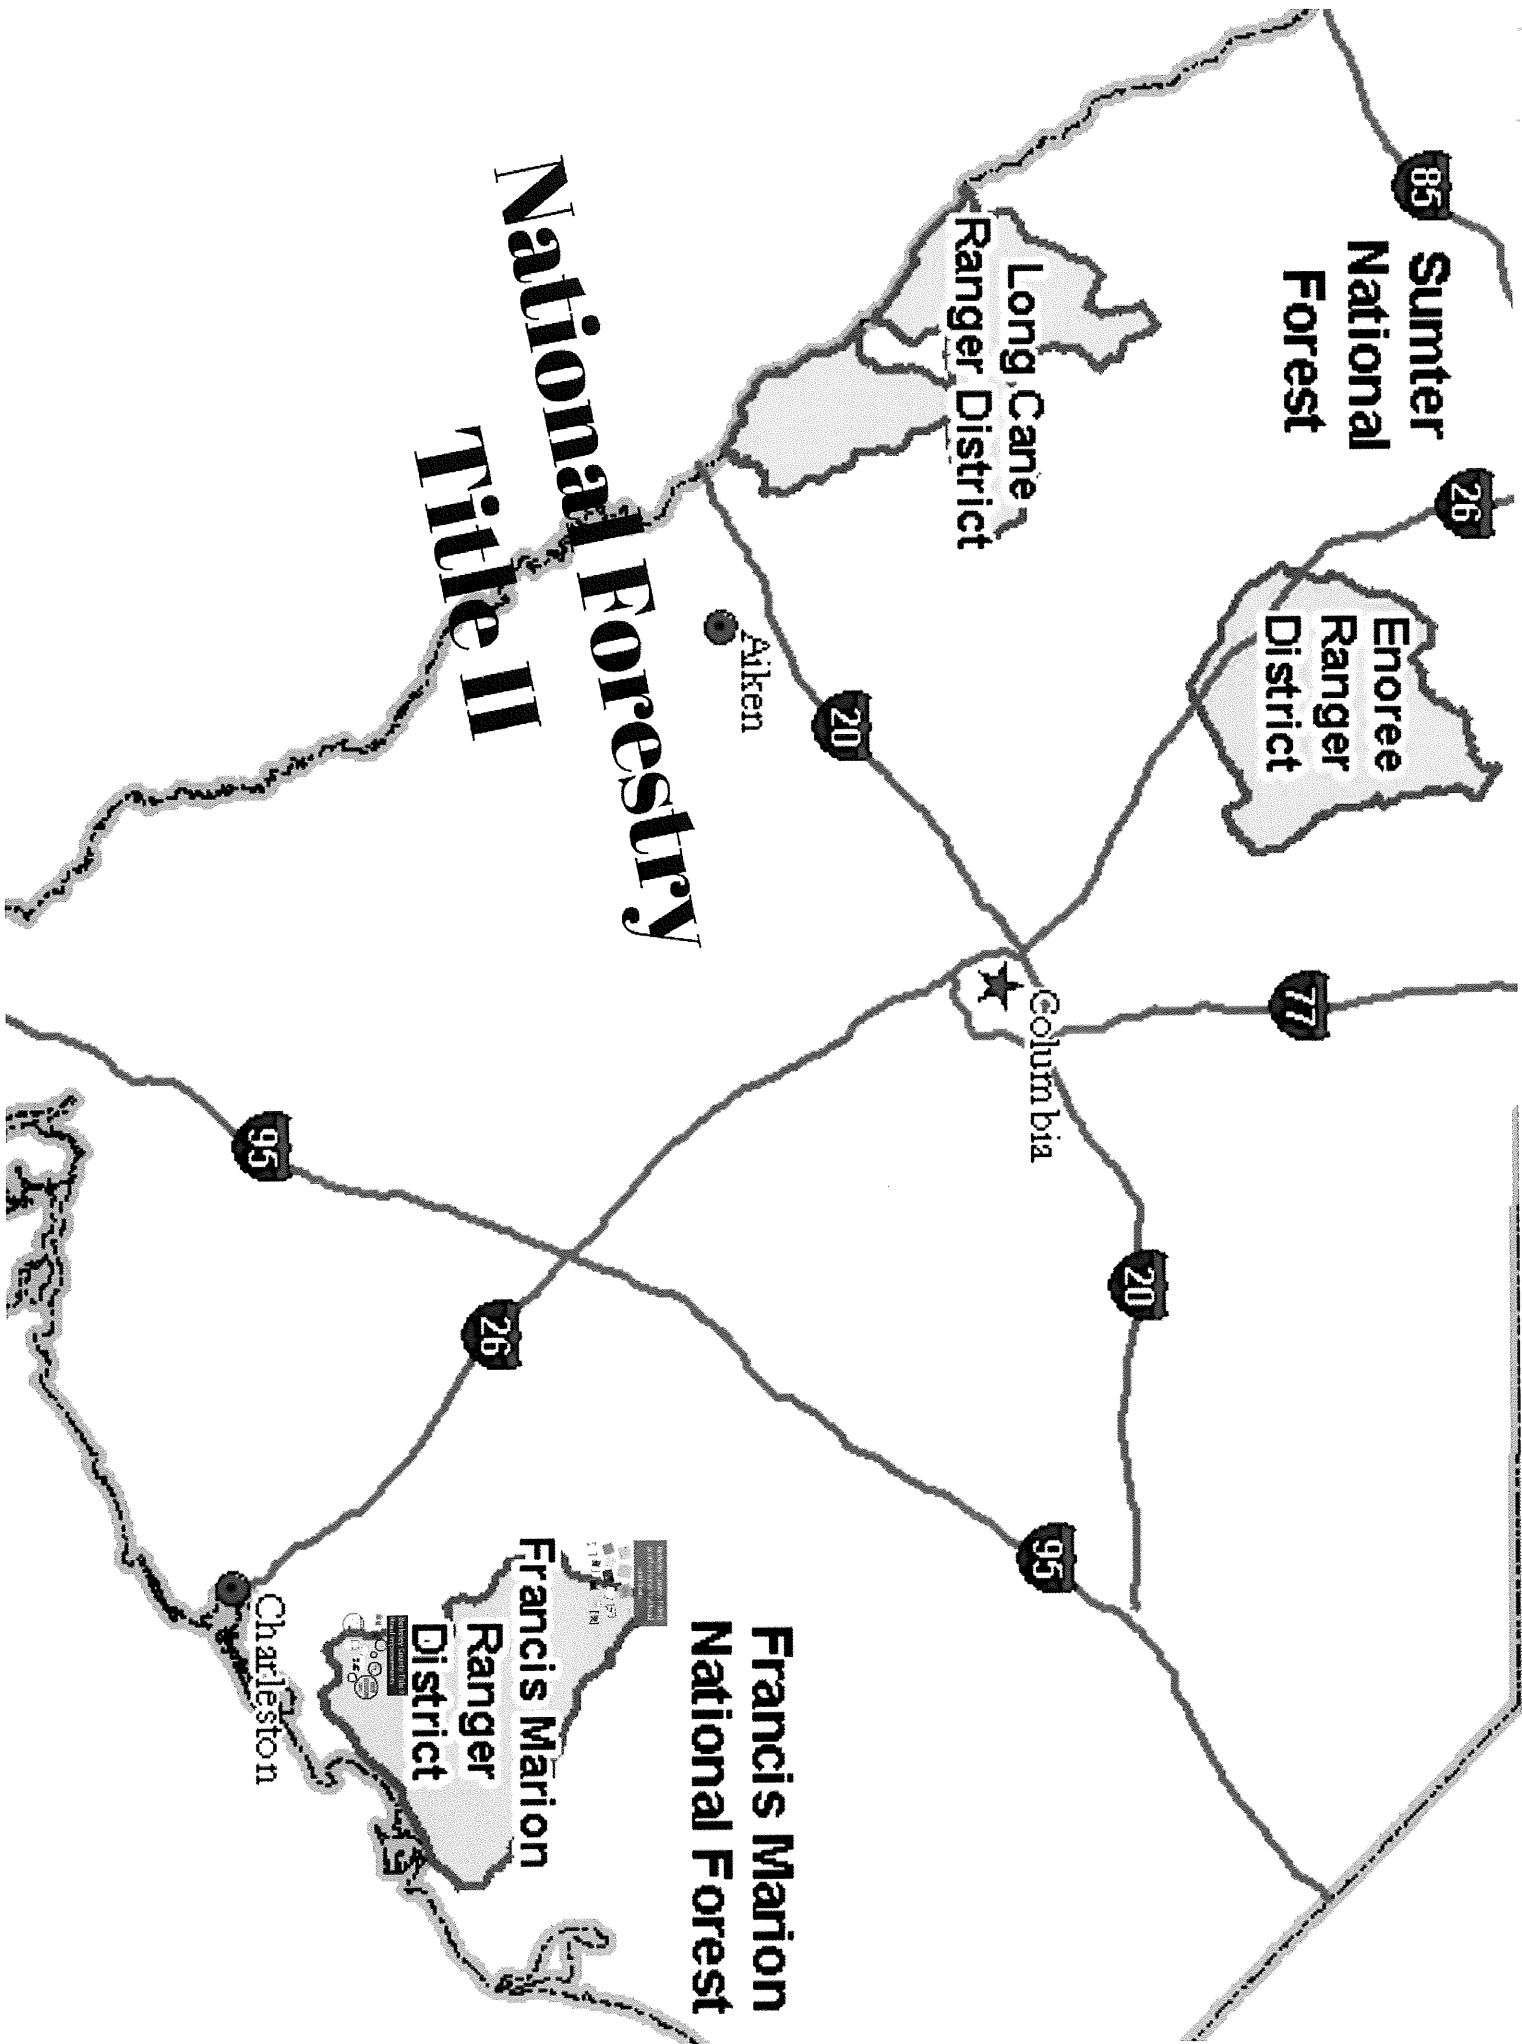 85
Sumter
National
Forest
26
Enoree
Ranger
District
77
Long Cane
Ranger District
Columbia
20
20
Aiken
95
National Forestry
Title II
Francis Marion
National Forest
26
Francis Marion
Ranger
District
95
Charleston